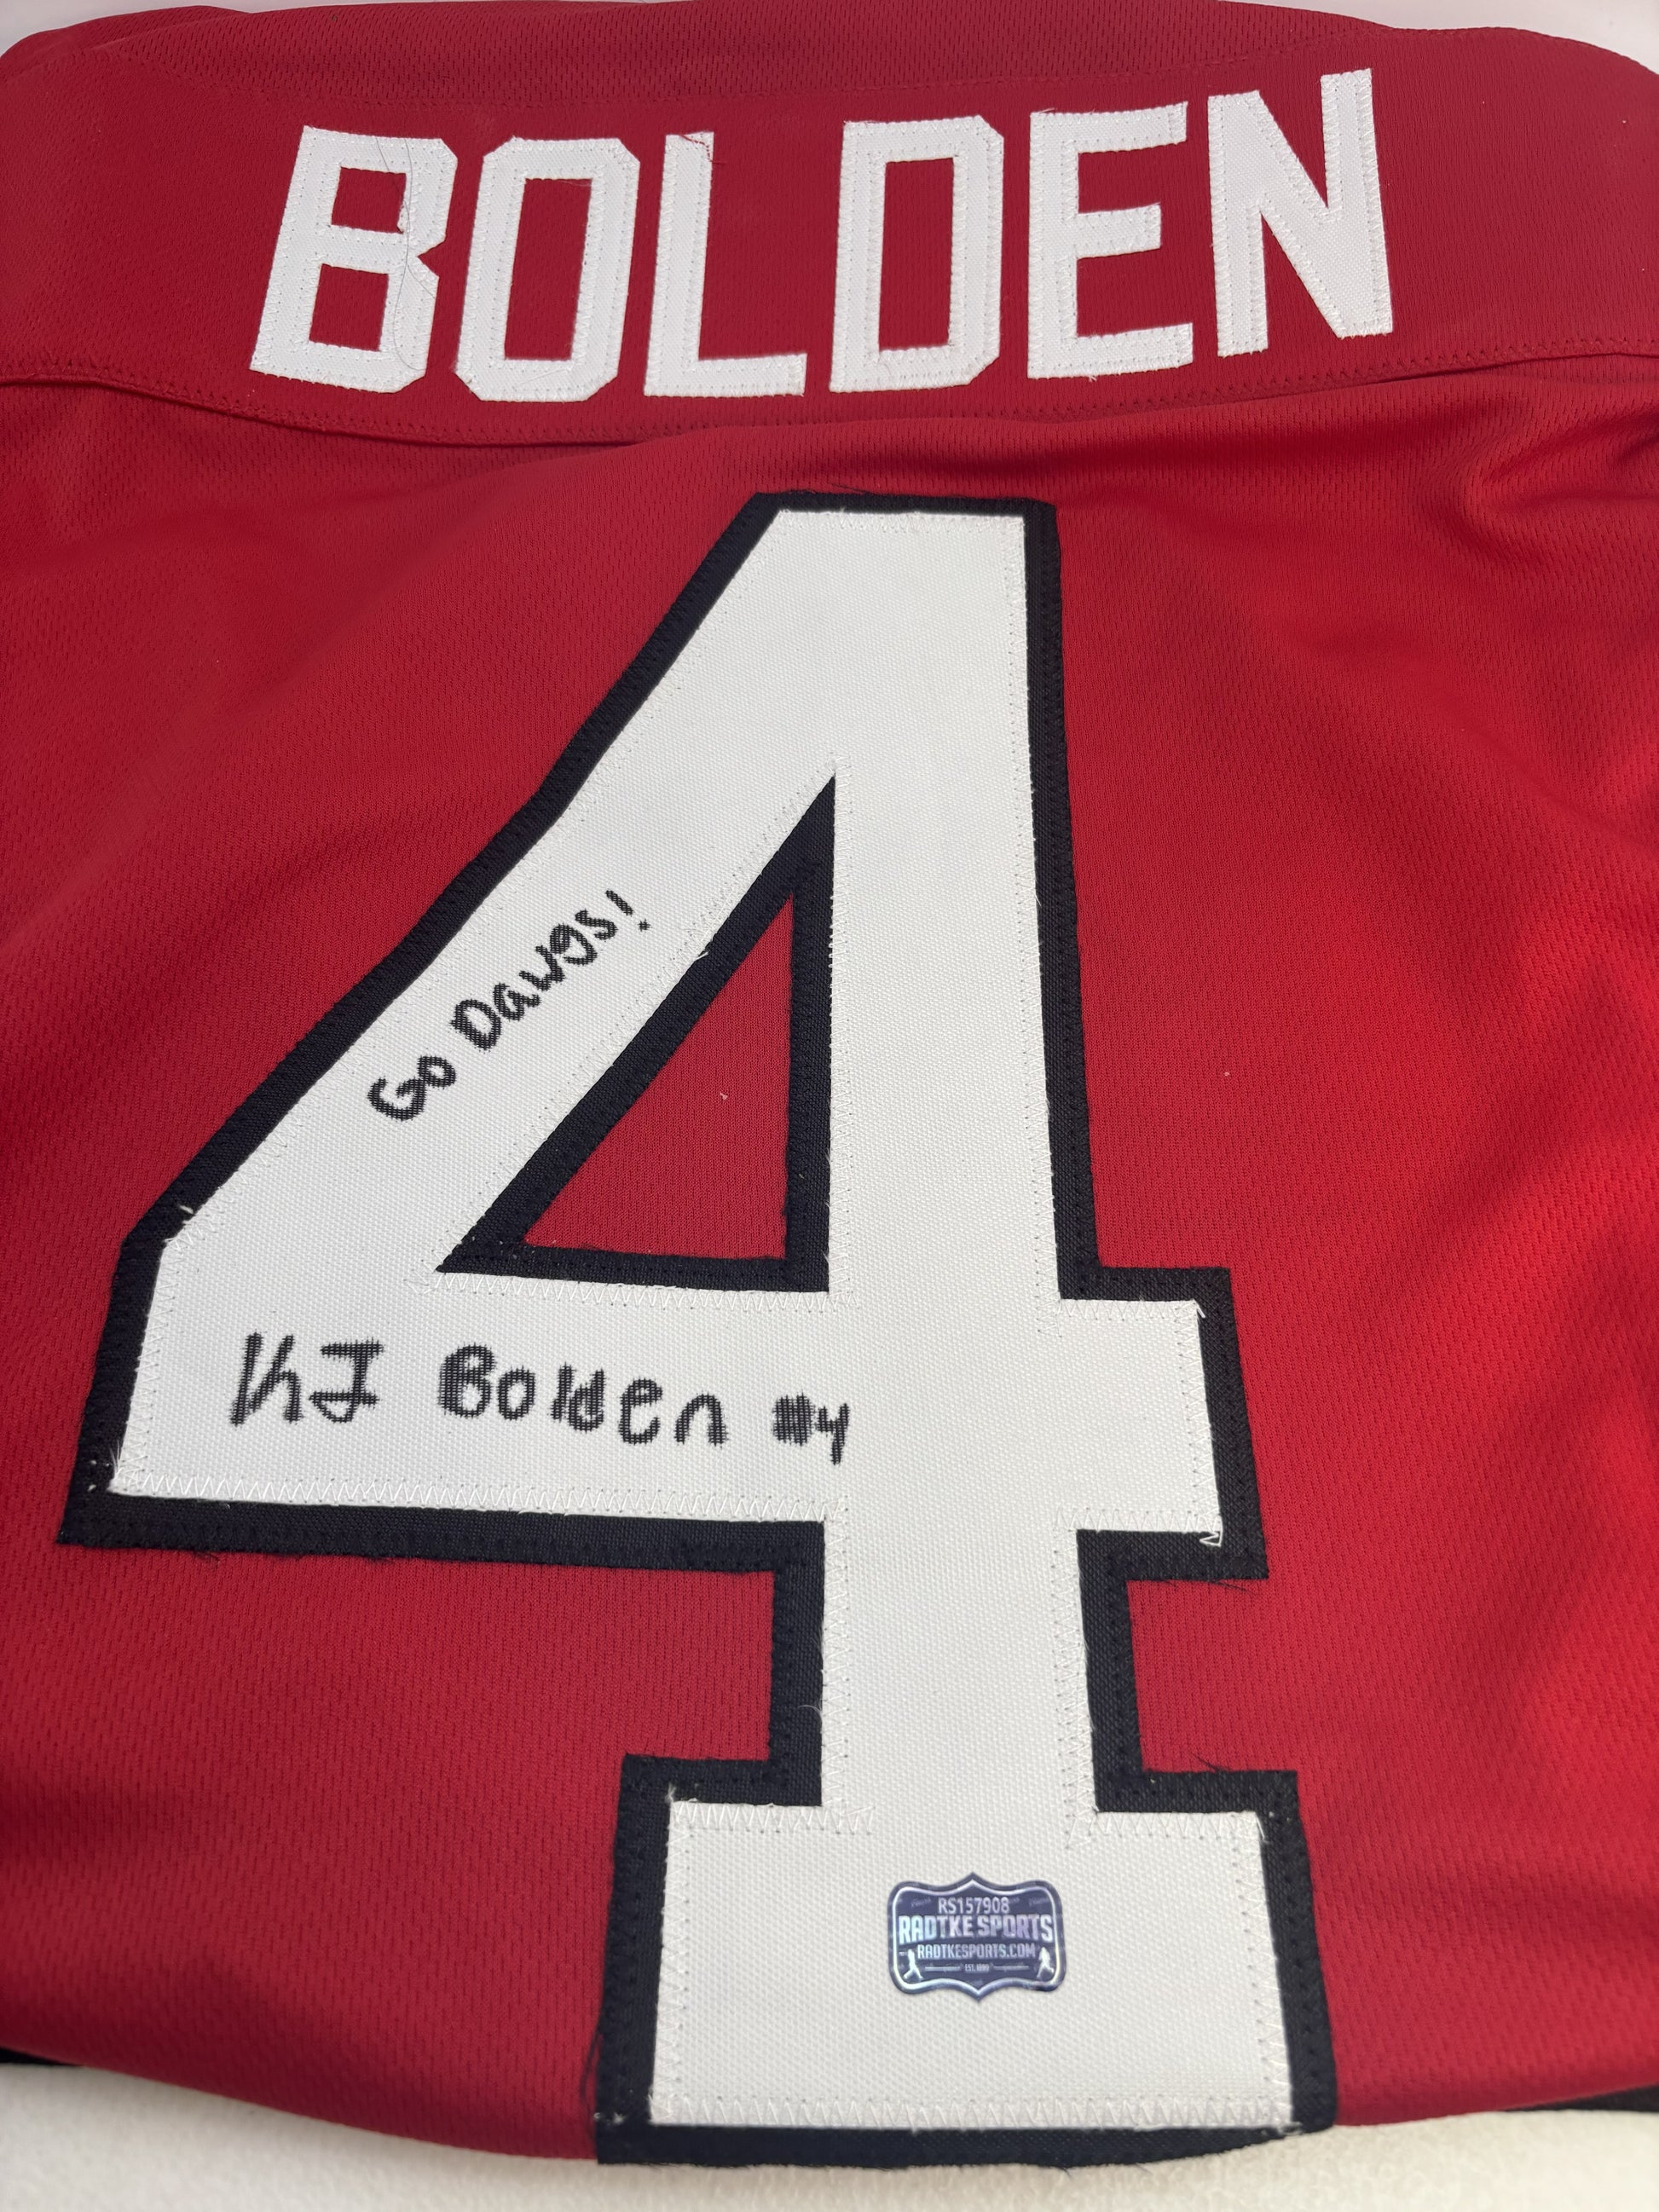 BOLDEN
4
Go Dawgs!
KJ Bolden #4
RS157908
RADTKE SPORTS
RADTKESPORTS.COM